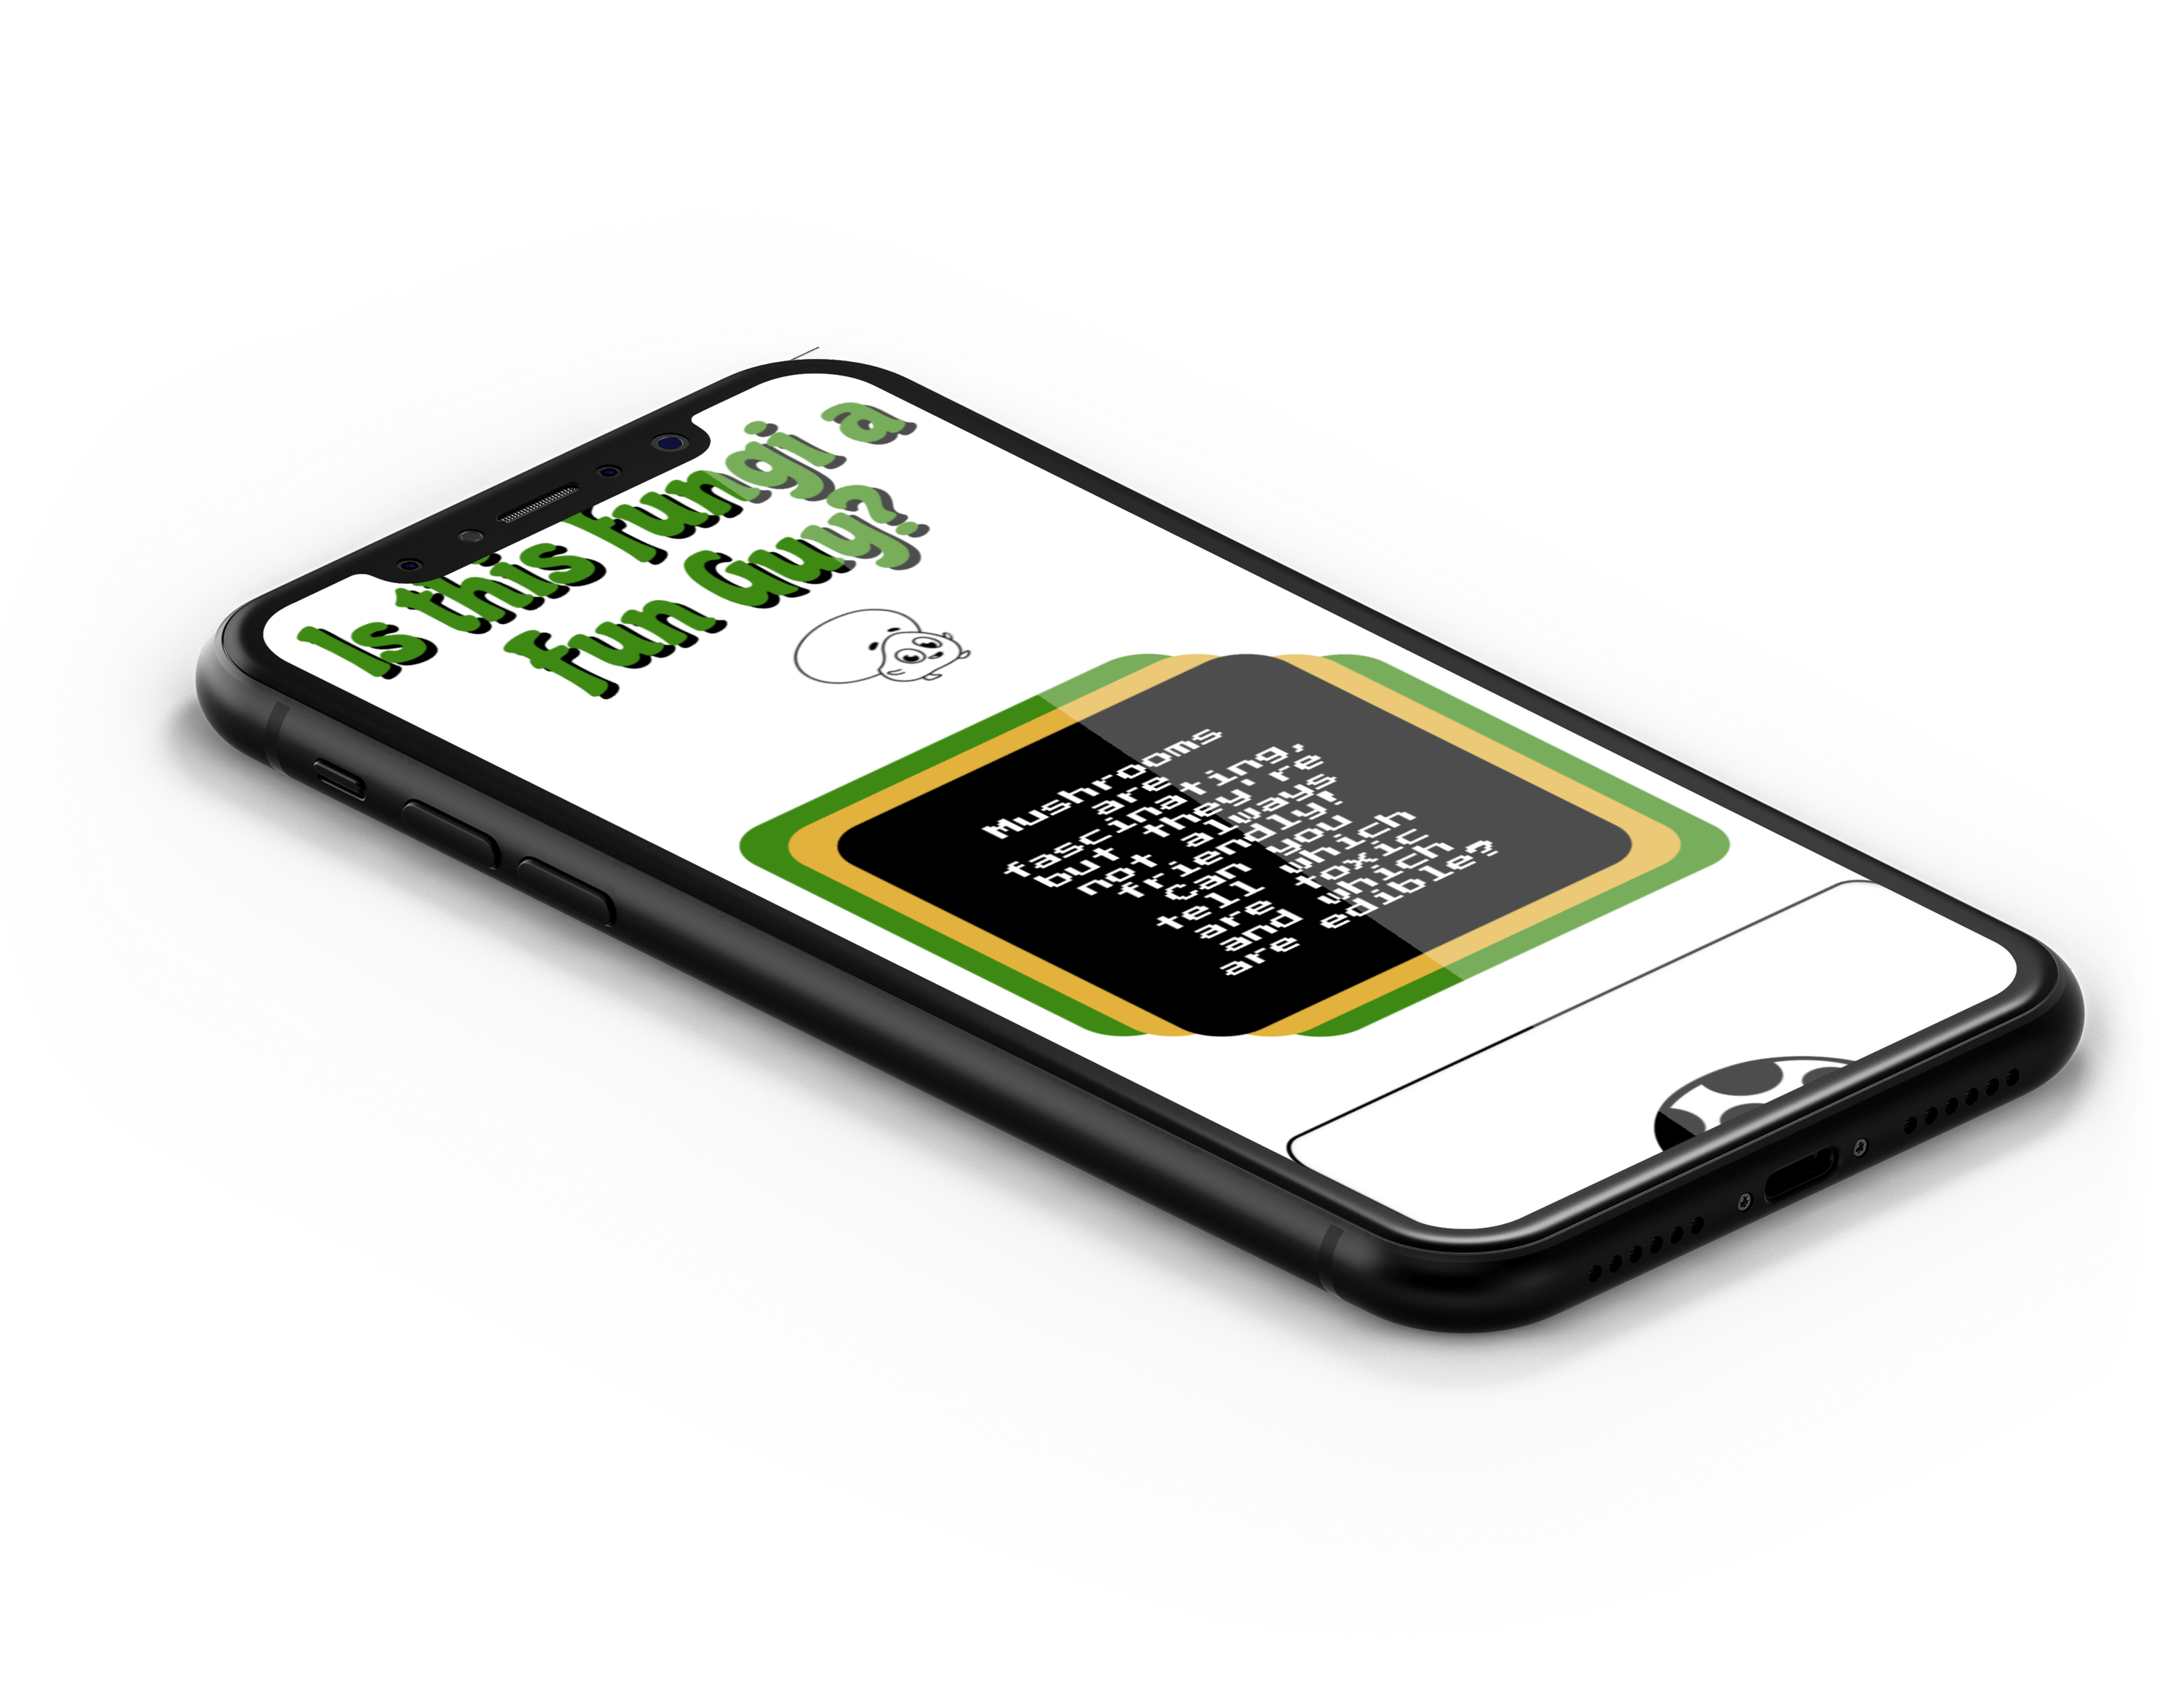 Is this Fungi a
Fun Guy?
Mushrooms
are
fascinating,
but they're
not always
friendly!
Can you
tell which
are toxic
and which
are edible?